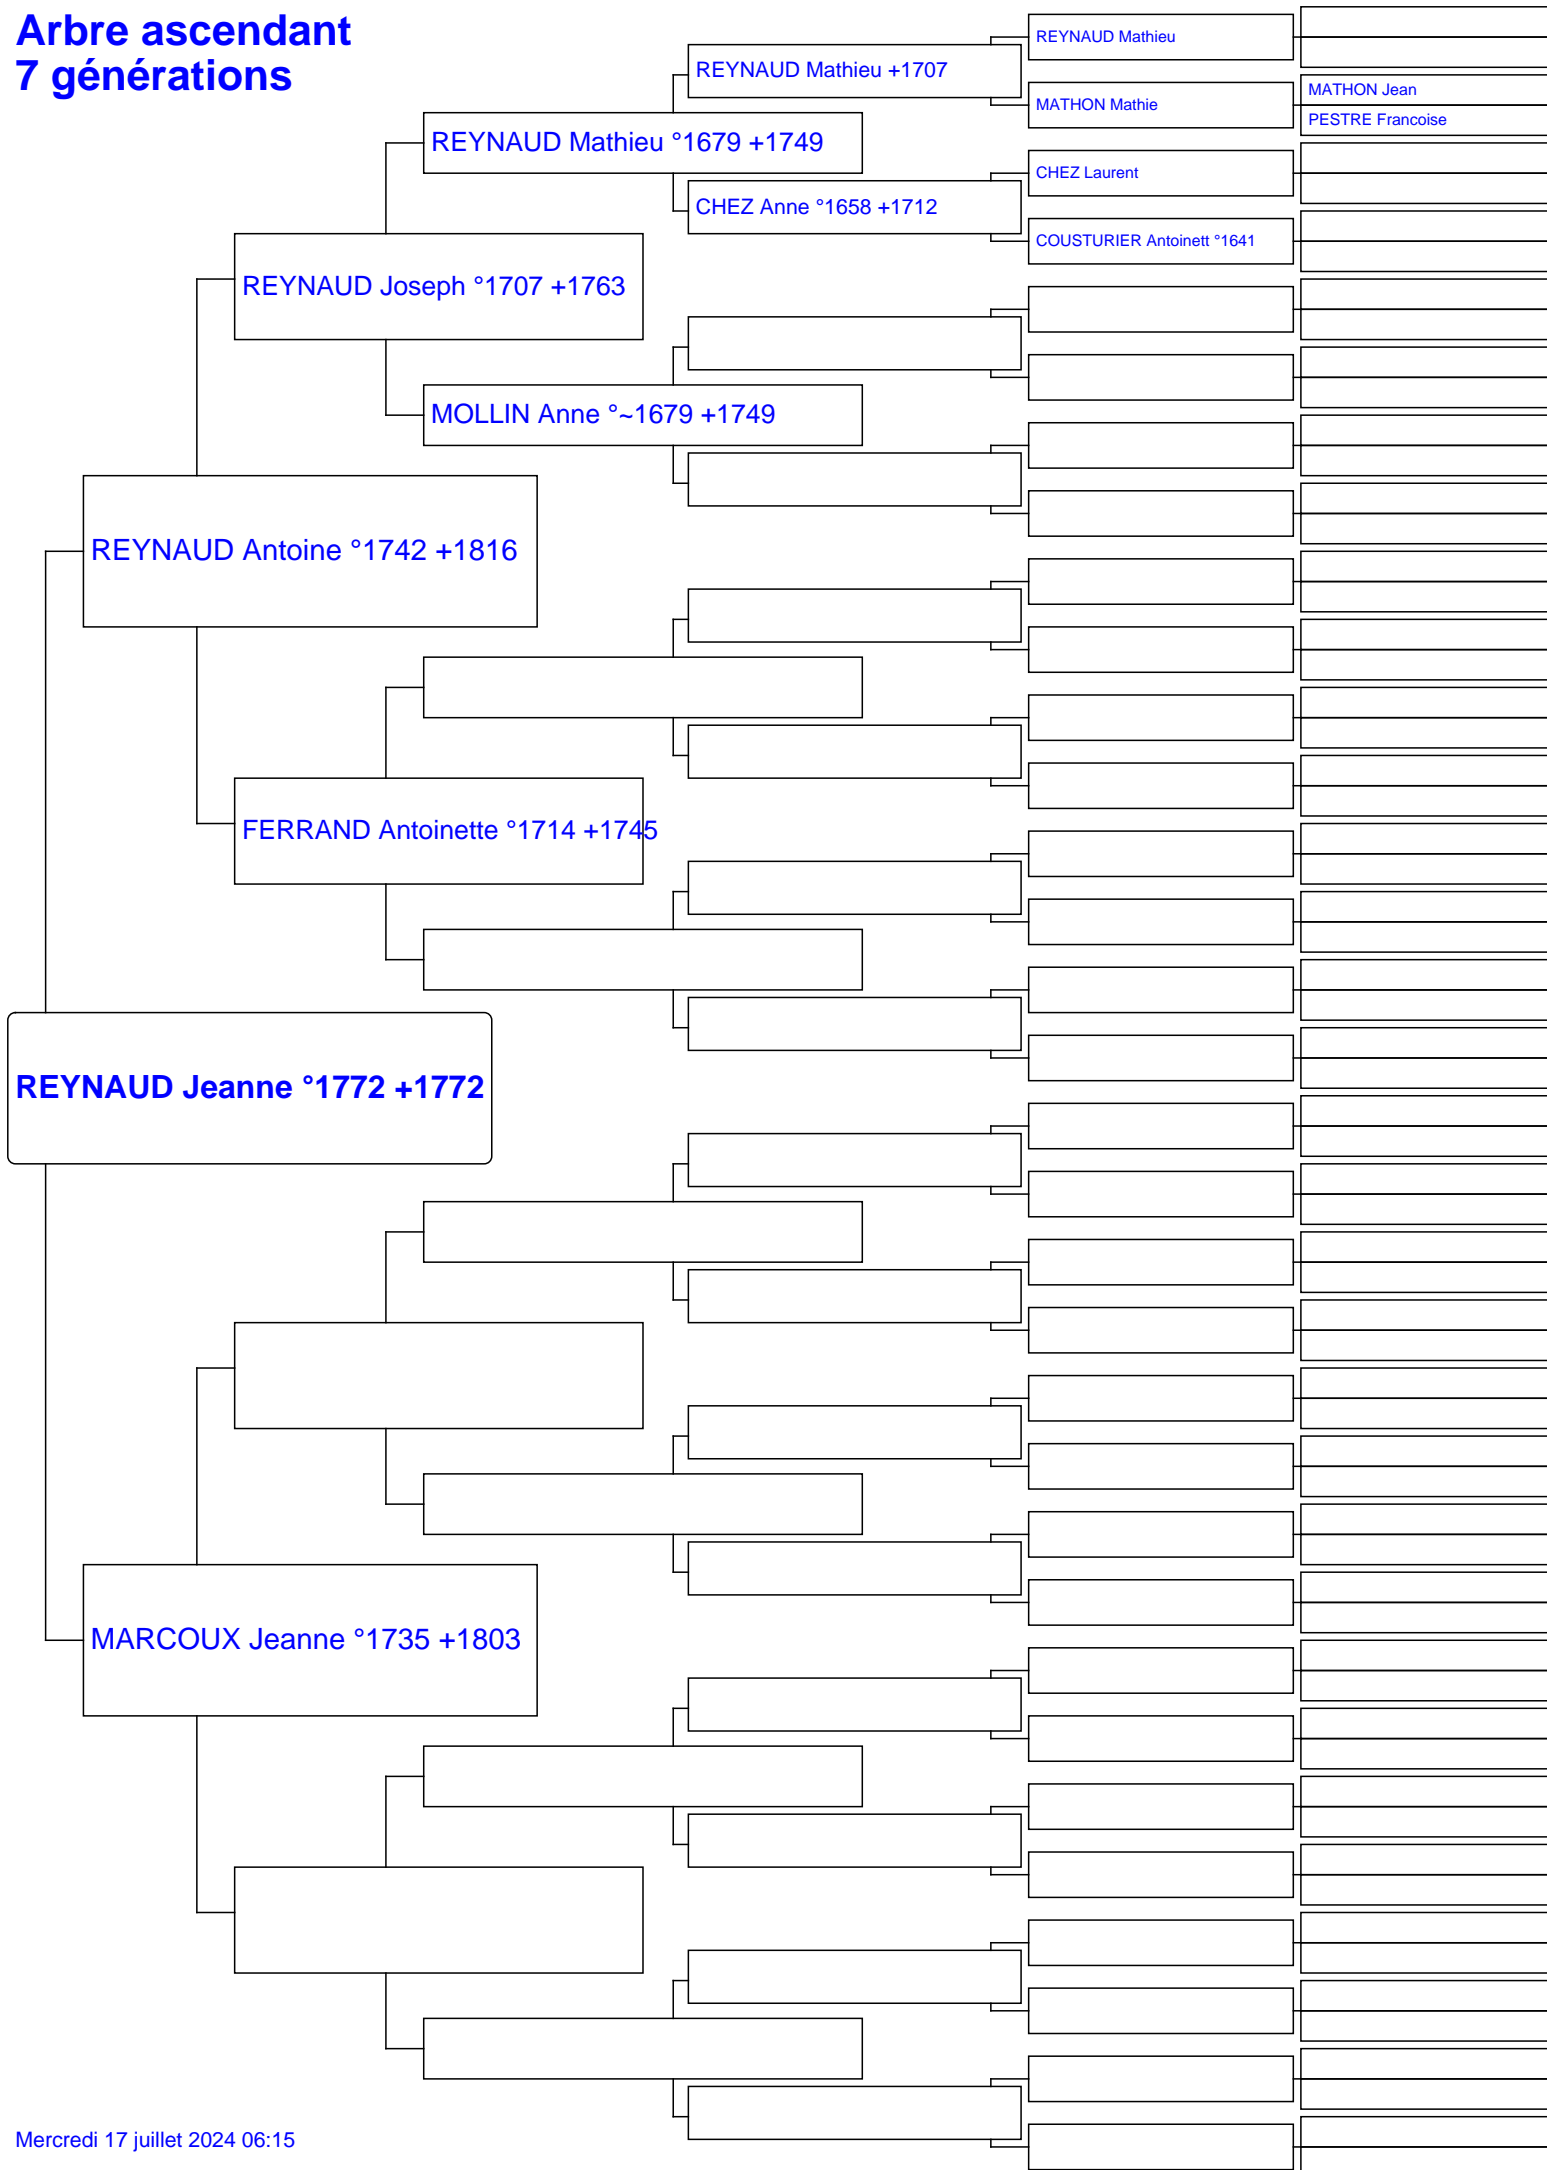 Arbre ascendant
7 générations
REYNAUD Mathieu
REYNAUD Mathieu +1707
MATHON Jean
MATHON Mathie
PESTRE Francoise
REYNAUD Mathieu °1679 +1749
CHEZ Laurent
CHEZ Anne °1658 +1712
COUSTURIER Antoinett °1641
REYNAUD Joseph °1707 +1763
MOLLIN Anne °~1679 +1749
REYNAUD Antoine °1742 +1816
FERRAND Antoinette °1714 +1745
REYNAUD Jeanne °1772 +1772
MARCOUX Jeanne °1735 +1803
Mercredi 17 juillet 2024 06:15